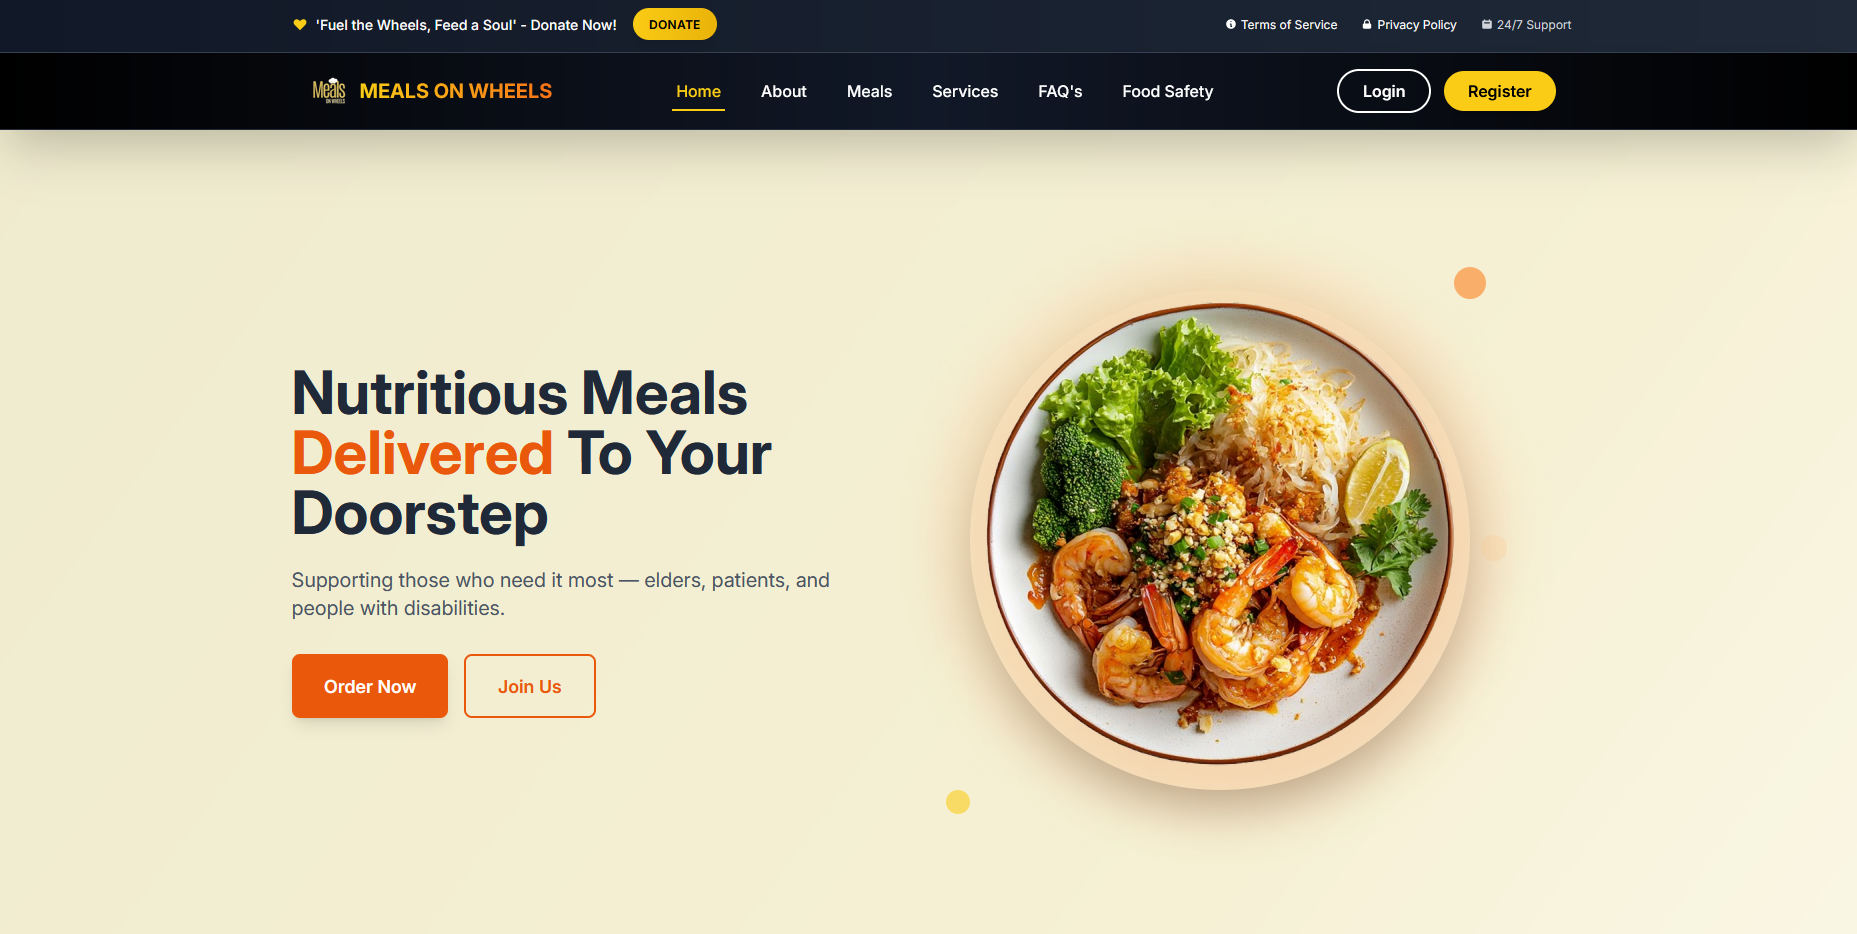 'Fuel the Wheels, Feed a Soul' - Donate Now!
DONATE
Terms of Service
Privacy Policy
24/7 Support
Meals
ON WHEELS
MEALS ON WHEELS
Home
About
Meals
Services
FAQ's
Food Safety
Login
Register
Nutritious Meals
Delivered To Your
Doorstep
Supporting those who need it most — elders, patients, and
people with disabilities.
Order Now
Join Us